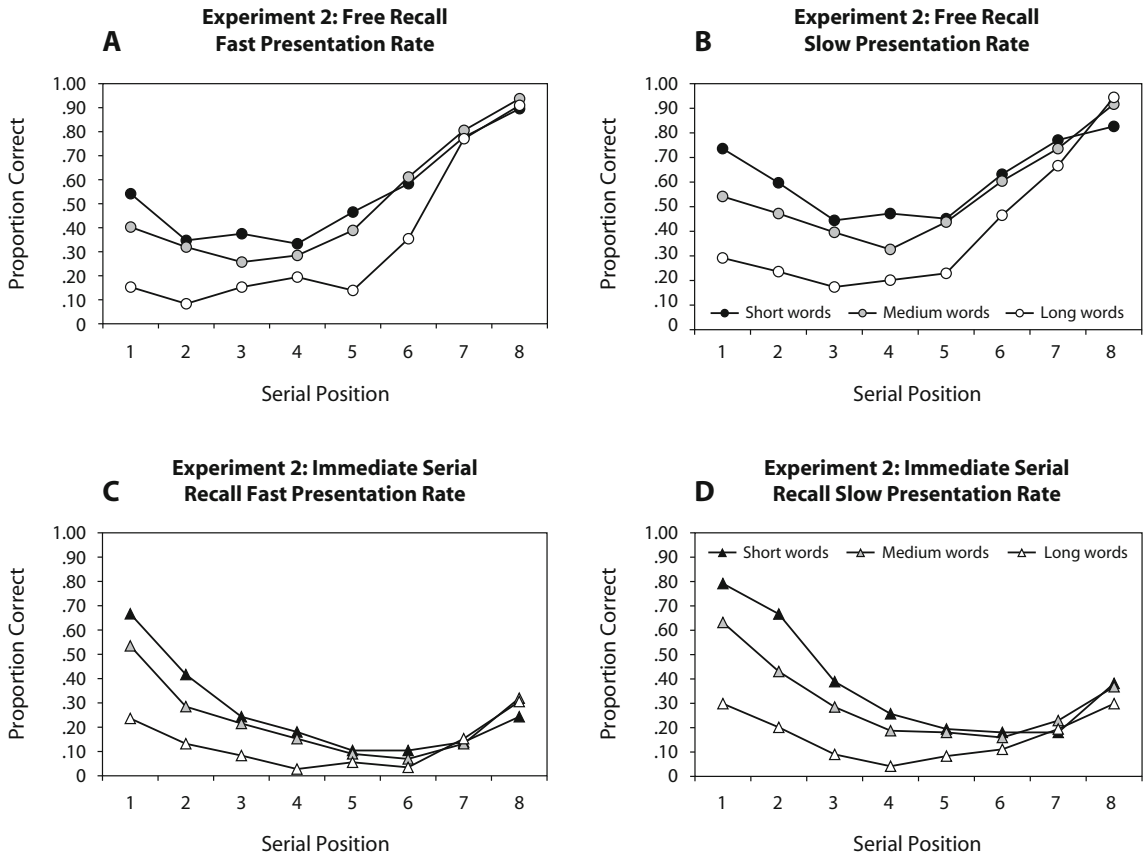 Experiment 2: Free Recall
Fast Presentation Rate
A
1.00
.90
.80
.70
.60
.50
.40
.30
.20
.10
0
Proportion Correct
1 2 3 4 5 6 7 8
Serial Position
Experiment 2: Free Recall
Slow Presentation Rate
B
1.00
.90
.80
.70
.60
.50
.40
.30
.20
.10
0
Proportion Correct
Short words Medium words Long words
1 2 3 4 5 6 7 8
Serial Position
Experiment 2: Immediate Serial
Recall Fast Presentation Rate
C
1.00
.90
.80
.70
.60
.50
.40
.30
.20
.10
0
Proportion Correct
1 2 3 4 5 6 7 8
Serial Position
Experiment 2: Immediate Serial
Recall Slow Presentation Rate
D
1.00
.90
.80
.70
.60
.50
.40
.30
.20
.10
0
Proportion Correct
Short words Medium words Long words
1 2 3 4 5 6 7 8
Serial Position